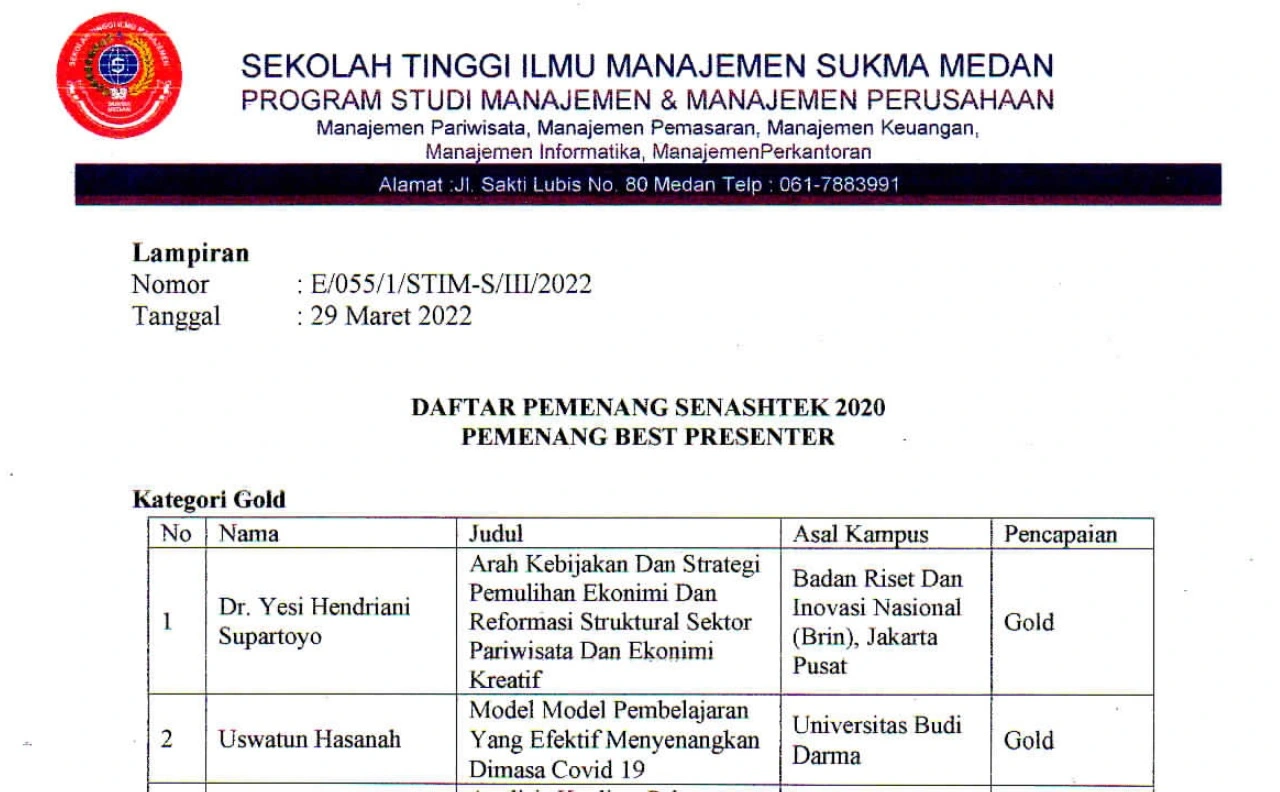 SEKOLAH TINGGI ILMU MANAJEMEN SUKMA MEDAN
PROGRAM STUDI MANAJEMEN & MANAJEMEN PERUSAHAAN
Manajemen Pariwisata, Manajemen Pemasaran, Manajemen Keuangan,
Manajemen Informatika, ManajemenPerkantoran
Alamat :Jl. Sakti Lubis No. 80 Medan Telp : 061-7883991
Lampiran
Nomor : E/055/1/STIM-S/III/2022
Tanggal : 29 Maret 2022
DAFTAR PEMENANG SENASHTEK 2020
PEMENANG BEST PRESENTER
Kategori Gold
No Nama Judul Asal Kampus Pencapaian
1
Dr. Yesi Hendriani
Supartoyo
Arah Kebijakan Dan Strategi
Pemulihan Ekonimi Dan
Reformasi Struktural Sektor
Pariwisata Dan Ekonimi
Kreatif
Badan Riset Dan
Inovasi Nasional
(Brin), Jakarta
Pusat
Gold
2
Uswatun Hasanah
Model Model Pembelajaran
Yang Efektif Menyenangkan
Dimasa Covid 19
Universitas Budi
Darma
Gold